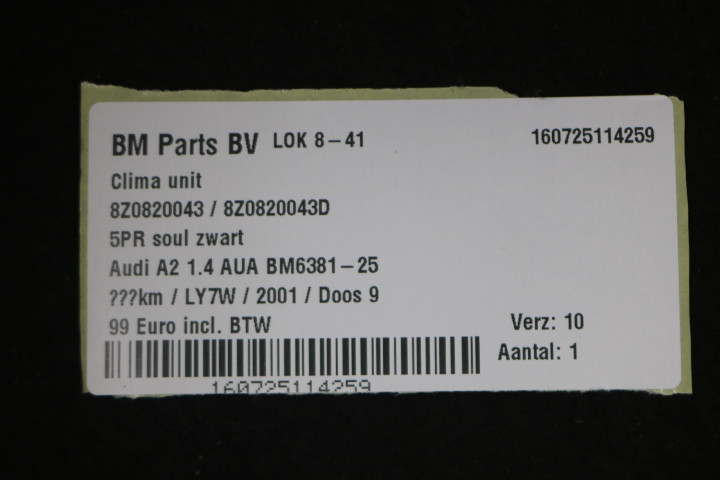 BM Parts BV LOK 8-41 160725114259
Clima unit
8Z0820043 / 8Z0820043D
5PR soul zwart
Audi A2 1.4 AUA BM6381-25
???km / LY7W / 2001 / Doos 9
99 Euro incl. BTW Verz: 10
Aantal: 1
160725114259